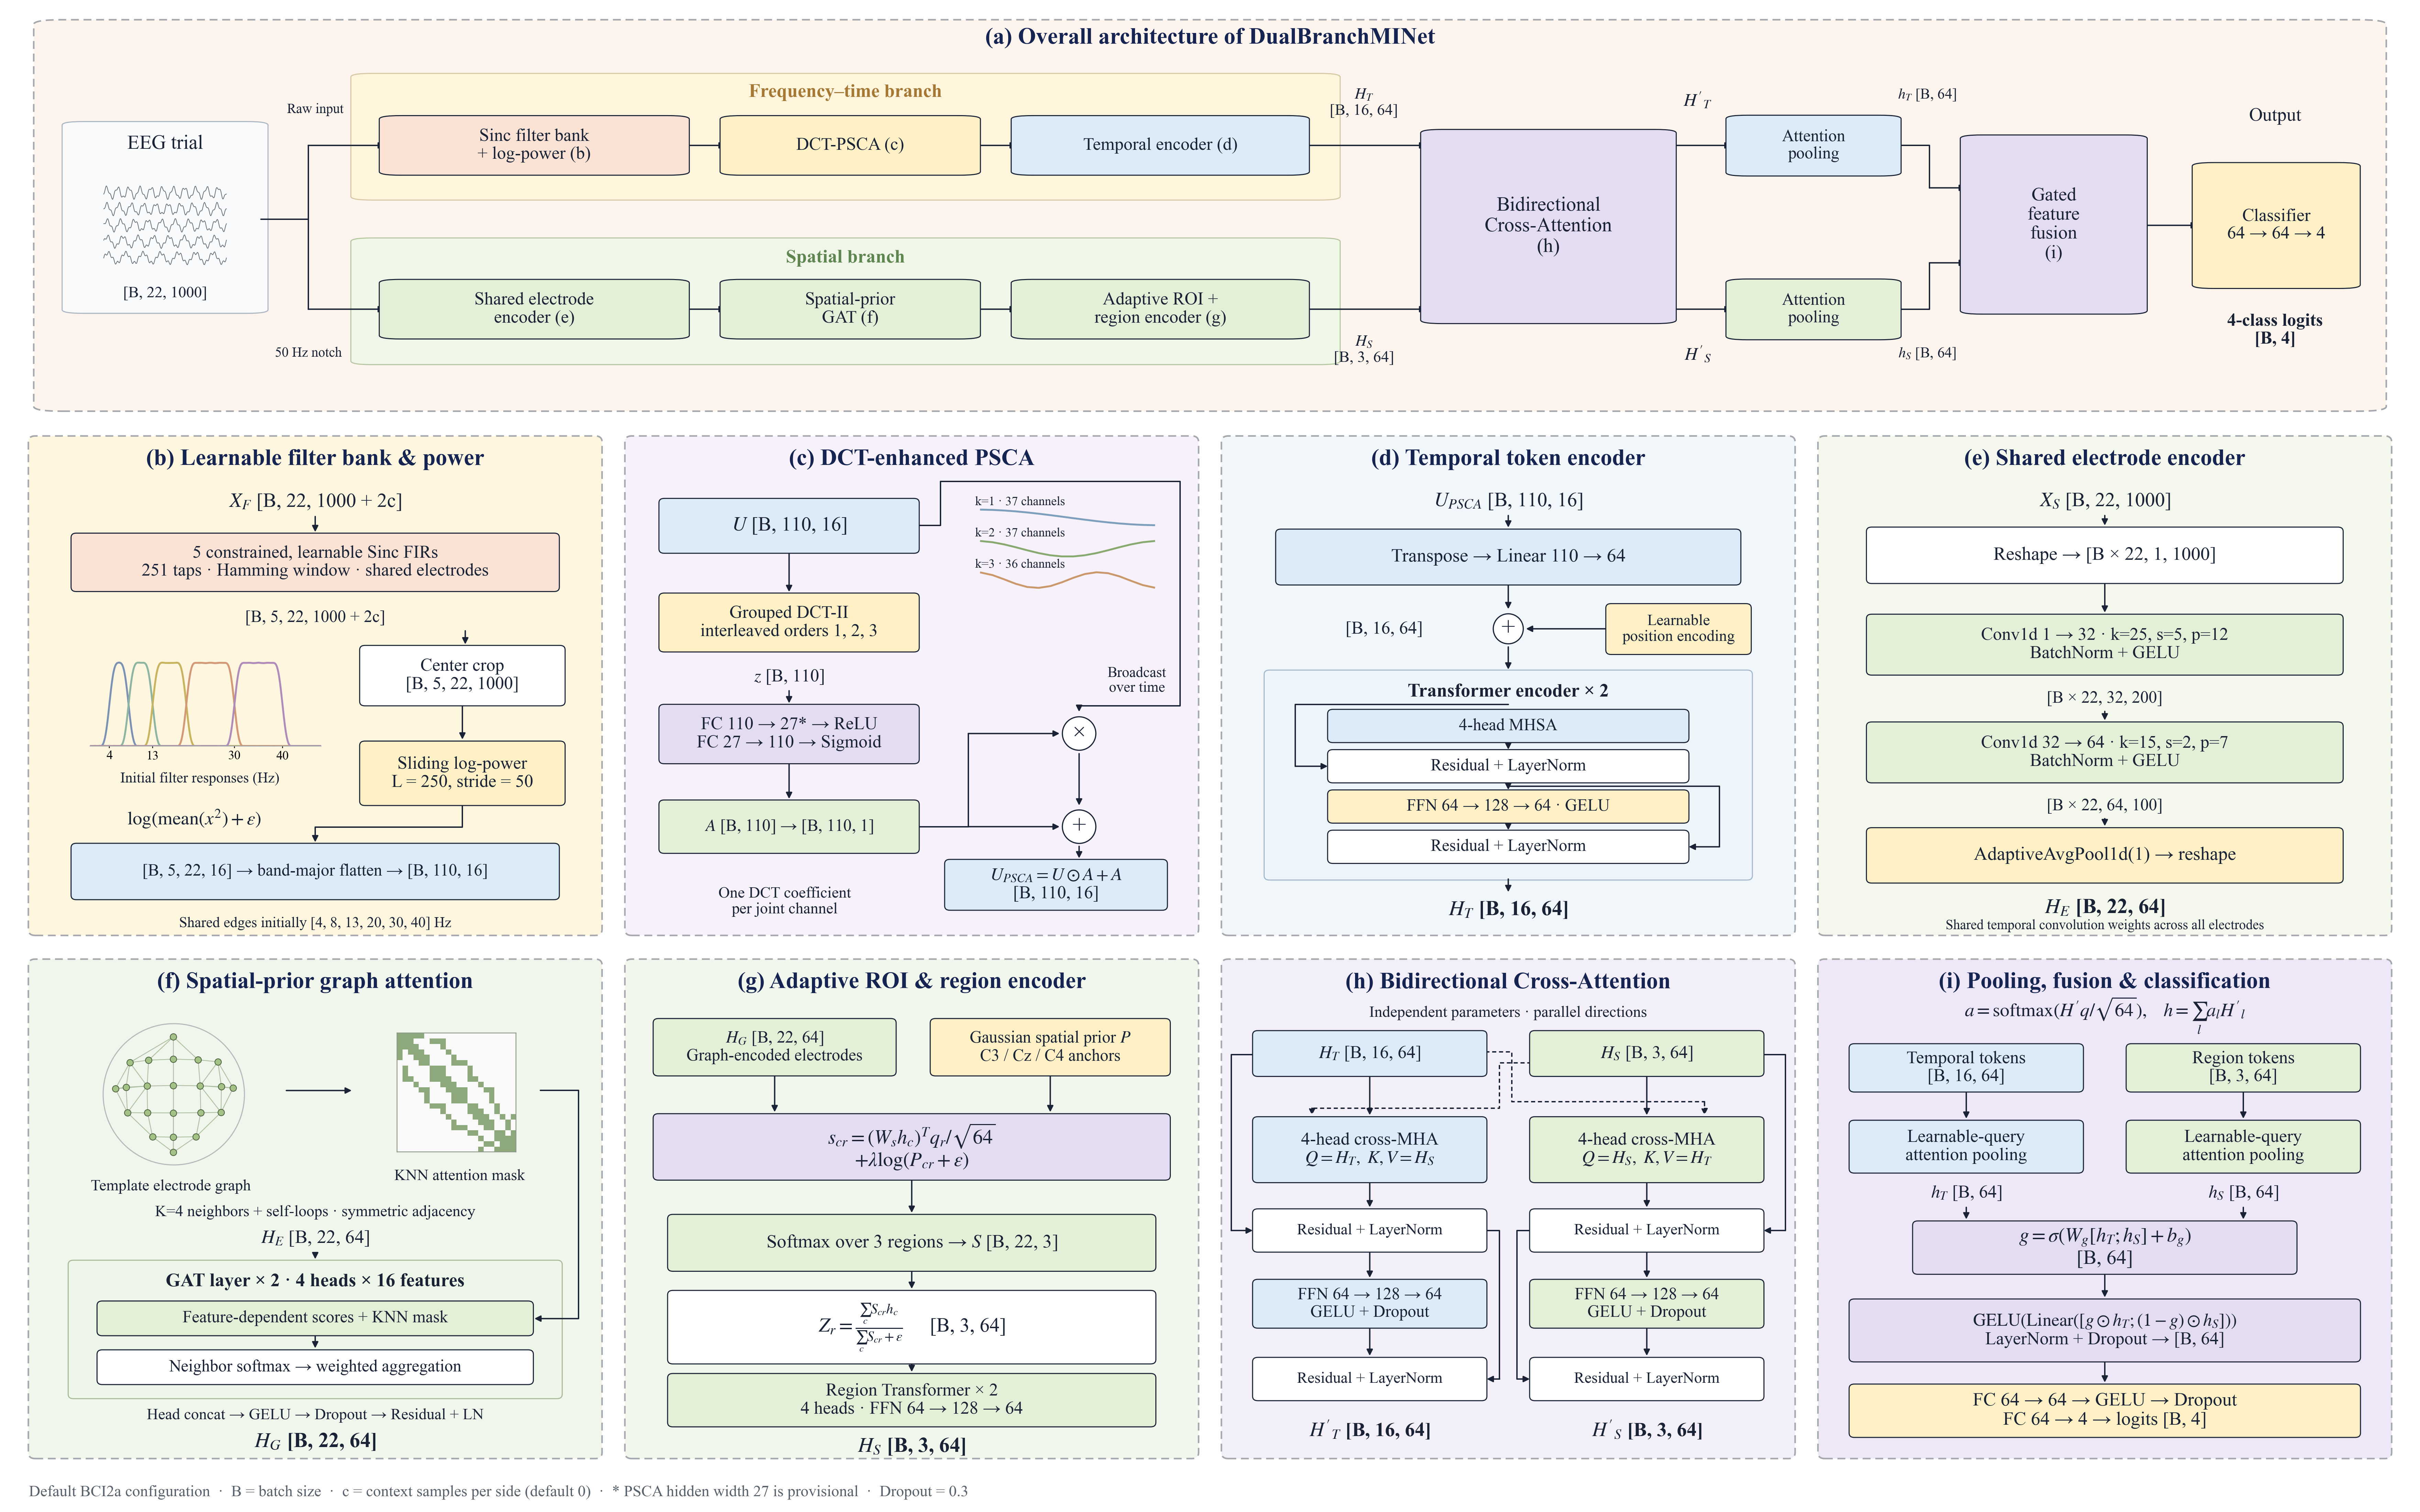 (a) Overall architecture of DualBranchMINet
Frequency–time branch
Raw input
EEG trial
[B, 22, 1000]
50 Hz notch
Sinc filter bank
+ log-power (b)
DCT-PSCA (c)
Temporal encoder (d)
H_T
[B, 16, 64]
Spatial branch
Shared electrode
encoder (e)
Spatial-prior
GAT (f)
Adaptive ROI +
region encoder (g)
H_S
[B, 3, 64]
Bidirectional
Cross-Attention
(h)
H'_T
Attention
pooling
h_T [B, 64]
H'_S
Attention
pooling
h_S [B, 64]
Gated
feature
fusion
(i)
Output
Classifier
64 → 64 → 4
4-class logits
[B, 4]
(b) Learnable filter bank & power
X_F [B, 22, 1000 + 2c]
5 constrained, learnable Sinc FIRs
251 taps · Hamming window · shared electrodes
[B, 5, 22, 1000 + 2c]
Center crop
[B, 5, 22, 1000]
4 13 30 40
Initial filter responses (Hz)
Sliding log-power
L = 250, stride = 50
log(mean(x²) + ε)
[B, 5, 22, 16] → band-major flatten → [B, 110, 16]
Shared edges initially [4, 8, 13, 20, 30, 40] Hz
(c) DCT-enhanced PSCA
U [B, 110, 16]
k=1 · 37 channels
k=2 · 37 channels
k=3 · 36 channels
Grouped DCT-II
interleaved orders 1, 2, 3
z [B, 110]
Broadcast
over time
FC 110 → 27* → ReLU
FC 27 → 110 → Sigmoid
×
A [B, 110] → [B, 110, 1]
+
U_PSCA = U ⊙ A + A
[B, 110, 16]
One DCT coefficient
per joint channel
(d) Temporal token encoder
U_PSCA [B, 110, 16]
Transpose → Linear 110 → 64
[B, 16, 64]
+
Learnable
position encoding
Transformer encoder × 2
4-head MHSA
Residual + LayerNorm
FFN 64 → 128 → 64 · GELU
Residual + LayerNorm
H_T [B, 16, 64]
(e) Shared electrode encoder
X_S [B, 22, 1000]
Reshape → [B × 22, 1, 1000]
Conv1d 1 → 32 · k=25, s=5, p=12
BatchNorm + GELU
[B × 22, 32, 200]
Conv1d 32 → 64 · k=15, s=2, p=7
BatchNorm + GELU
[B × 22, 64, 100]
AdaptiveAvgPool1d(1) → reshape
H_E [B, 22, 64]
Shared temporal convolution weights across all electrodes
(f) Spatial-prior graph attention
Template electrode graph
KNN attention mask
K=4 neighbors + self-loops · symmetric adjacency
H_E [B, 22, 64]
GAT layer × 2 · 4 heads × 16 features
Feature-dependent scores + KNN mask
Neighbor softmax → weighted aggregation
Head concat → GELU → Dropout → Residual + LN
H_G [B, 22, 64]
(g) Adaptive ROI & region encoder
H_G [B, 22, 64]
Graph-encoded electrodes
Gaussian spatial prior P
C3 / Cz / C4 anchors
s_cr = (W_s h_c)^T q_r/√64
+λlog(P_cr + ε)
Softmax over 3 regions → S [B, 22, 3]
Z_r = ∑_c S_cr h_c / ∑_c S_cr + ε [B, 3, 64]
Region Transformer × 2
4 heads · FFN 64 → 128 → 64
H_S [B, 3, 64]
(h) Bidirectional Cross-Attention
Independent parameters · parallel directions
H_T [B, 16, 64]
H_S [B, 3, 64]
4-head cross-MHA
Q = H_T, K, V = H_S
4-head cross-MHA
Q = H_S, K, V = H_T
Residual + LayerNorm
Residual + LayerNorm
FFN 64 → 128 → 64
GELU + Dropout
FFN 64 → 128 → 64
GELU + Dropout
Residual + LayerNorm
Residual + LayerNorm
H'_T [B, 16, 64]
H'_S [B, 3, 64]
(i) Pooling, fusion & classification
a = softmax(H'q/√64), h = ∑_l a_l H'_l
Temporal tokens
[B, 16, 64]
Region tokens
[B, 3, 64]
Learnable-query
attention pooling
Learnable-query
attention pooling
h_T [B, 64]
h_S [B, 64]
g = σ(W_g[h_T; h_S] + b_g)
[B, 64]
GELU(Linear([g ⊙ h_T; (1 − g) ⊙ h_S]))
LayerNorm + Dropout → [B, 64]
FC 64 → 64 → GELU → Dropout
FC 64 → 4 → logits [B, 4]
Default BCI2a configuration · B = batch size · c = context samples per side (default 0) · * PSCA hidden width 27 is provisional · Dropout = 0.3